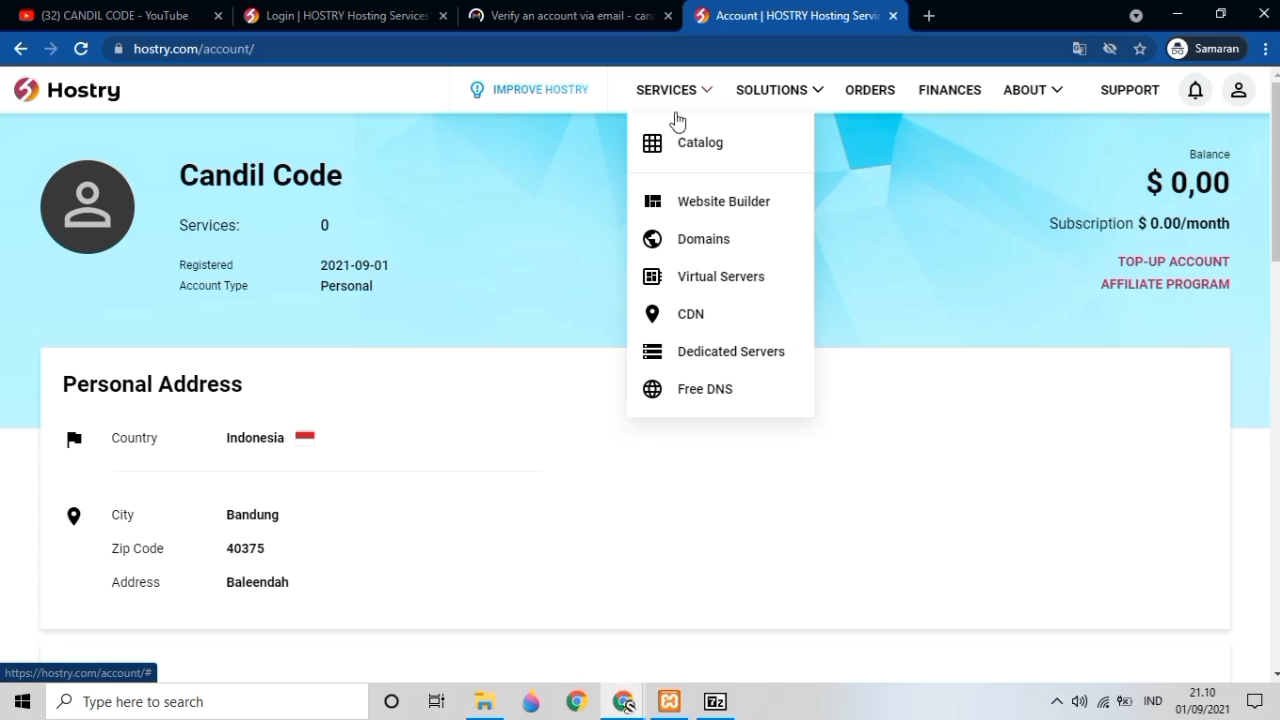 (32) CANDIL CODE - YouTube
Login | HOSTRY Hosting Services
Verify an account via email - can
Account | HOSTRY Hosting Servic
hostry.com/account/
Samaran
Hostry
IMPROVE HOSTRY
SERVICES
SOLUTIONS
ORDERS
FINANCES
ABOUT
SUPPORT
Catalog
Website Builder
Domains
Virtual Servers
CDN
Dedicated Servers
Free DNS
Candil Code
Services: 0
Registered 2021-09-01
Account Type Personal
Balance
$ 0,00
Subscription $ 0.00/month
TOP-UP ACCOUNT
AFFILIATE PROGRAM
Personal Address
Country Indonesia
City Bandung
Zip Code 40375
Address Baleendah
https://hostry.com/account/#
Type here to search
7z
IND
21.10
01/09/2021